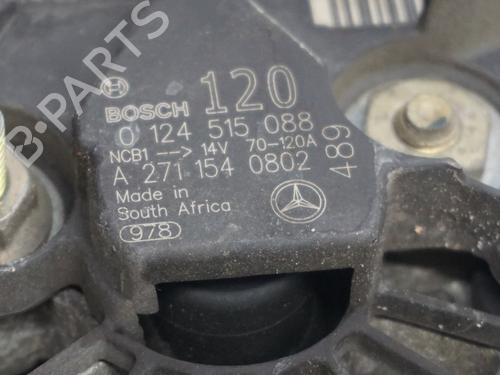 B-PARTS
BOSCH 120
0 124 515 088
NCB1 --> 14V 70-120A
A 271 154 0802
Made in
South Africa
978
489